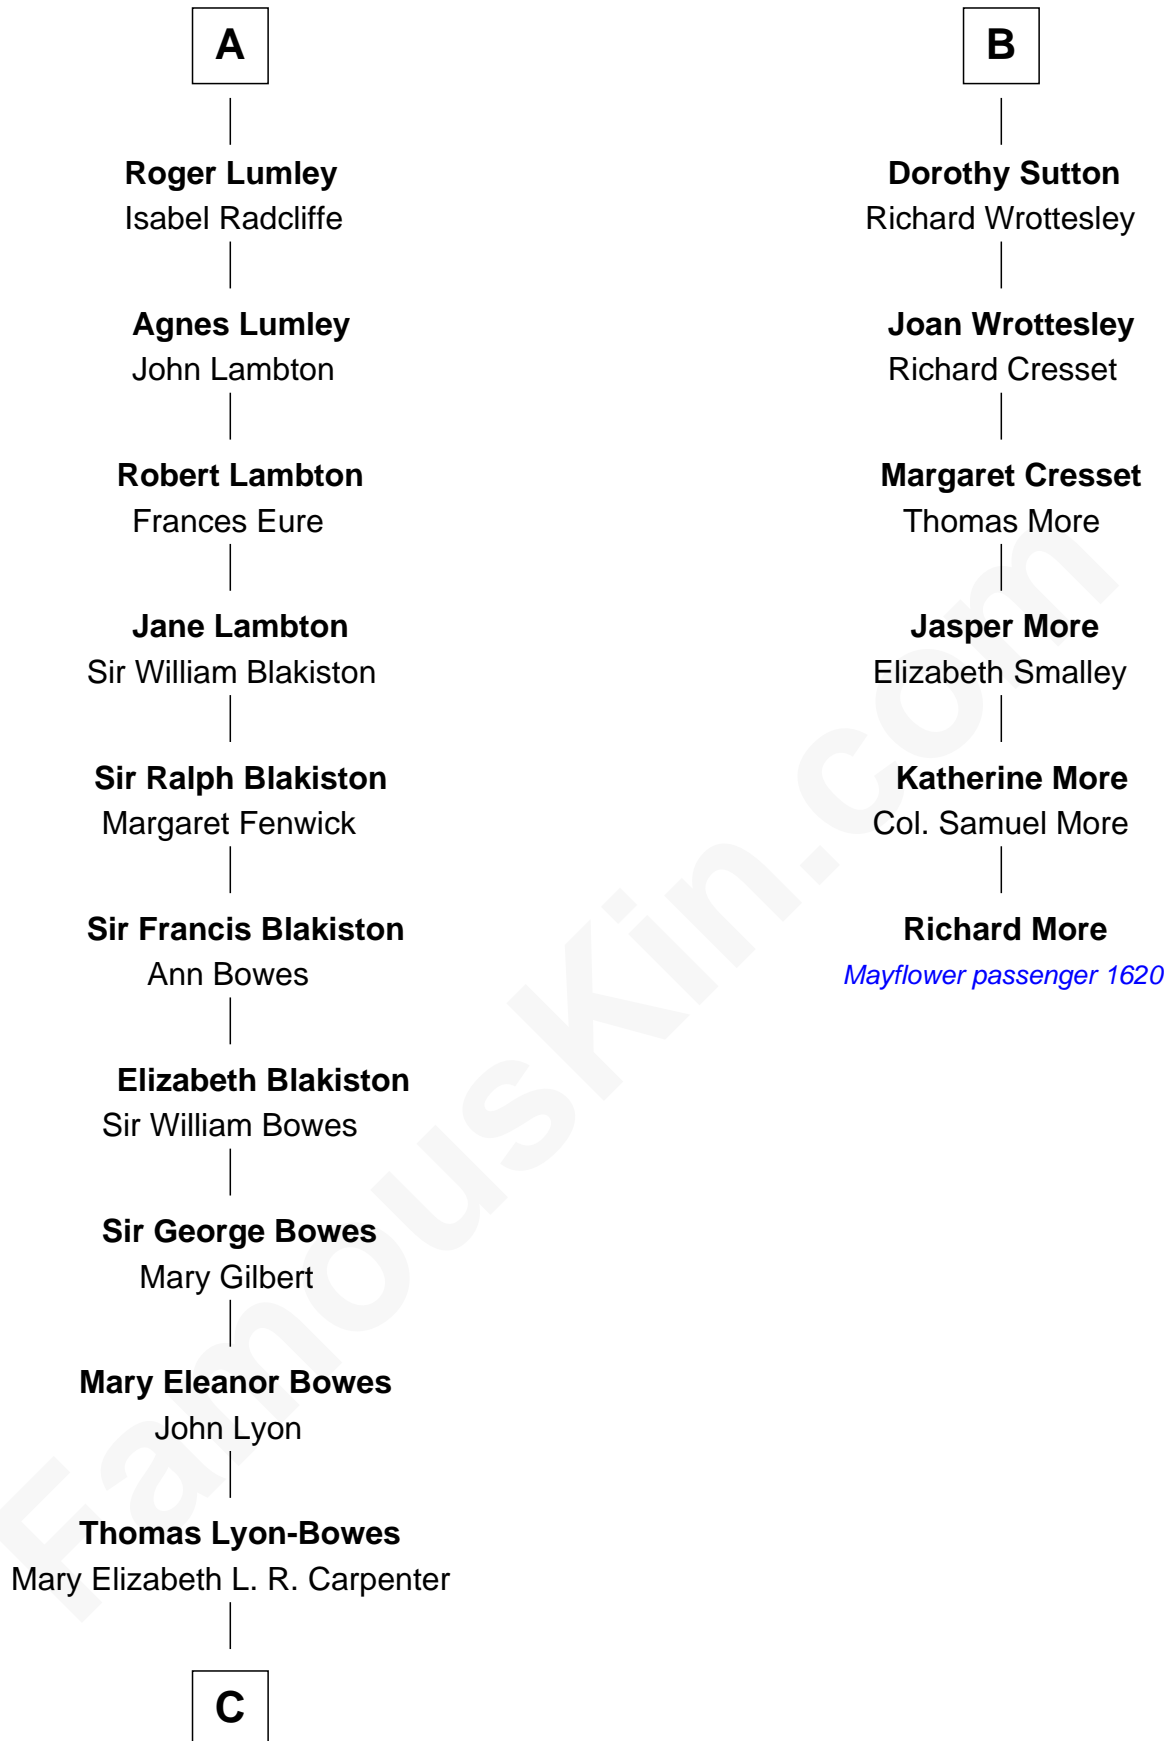 A
Roger Lumley
Isabel Radcliffe
Agnes Lumley
John Lambton
Robert Lambton
Frances Eure
Jane Lambton
Sir William Blakiston
Sir Ralph Blakiston
Margaret Fenwick
Sir Francis Blakiston
Ann Bowes
Elizabeth Blakiston
Sir William Bowes
Sir George Bowes
Mary Gilbert
Mary Eleanor Bowes
John Lyon
Thomas Lyon-Bowes
Mary Elizabeth L. R. Carpenter
C
B
Dorothy Sutton
Richard Wrottesley
Joan Wrottesley
Richard Cresset
Margaret Cresset
Thomas More
Jasper More
Elizabeth Smalley
Katherine More
Col. Samuel More
Richard More
Mayflower passenger 1620
FamousKin.com